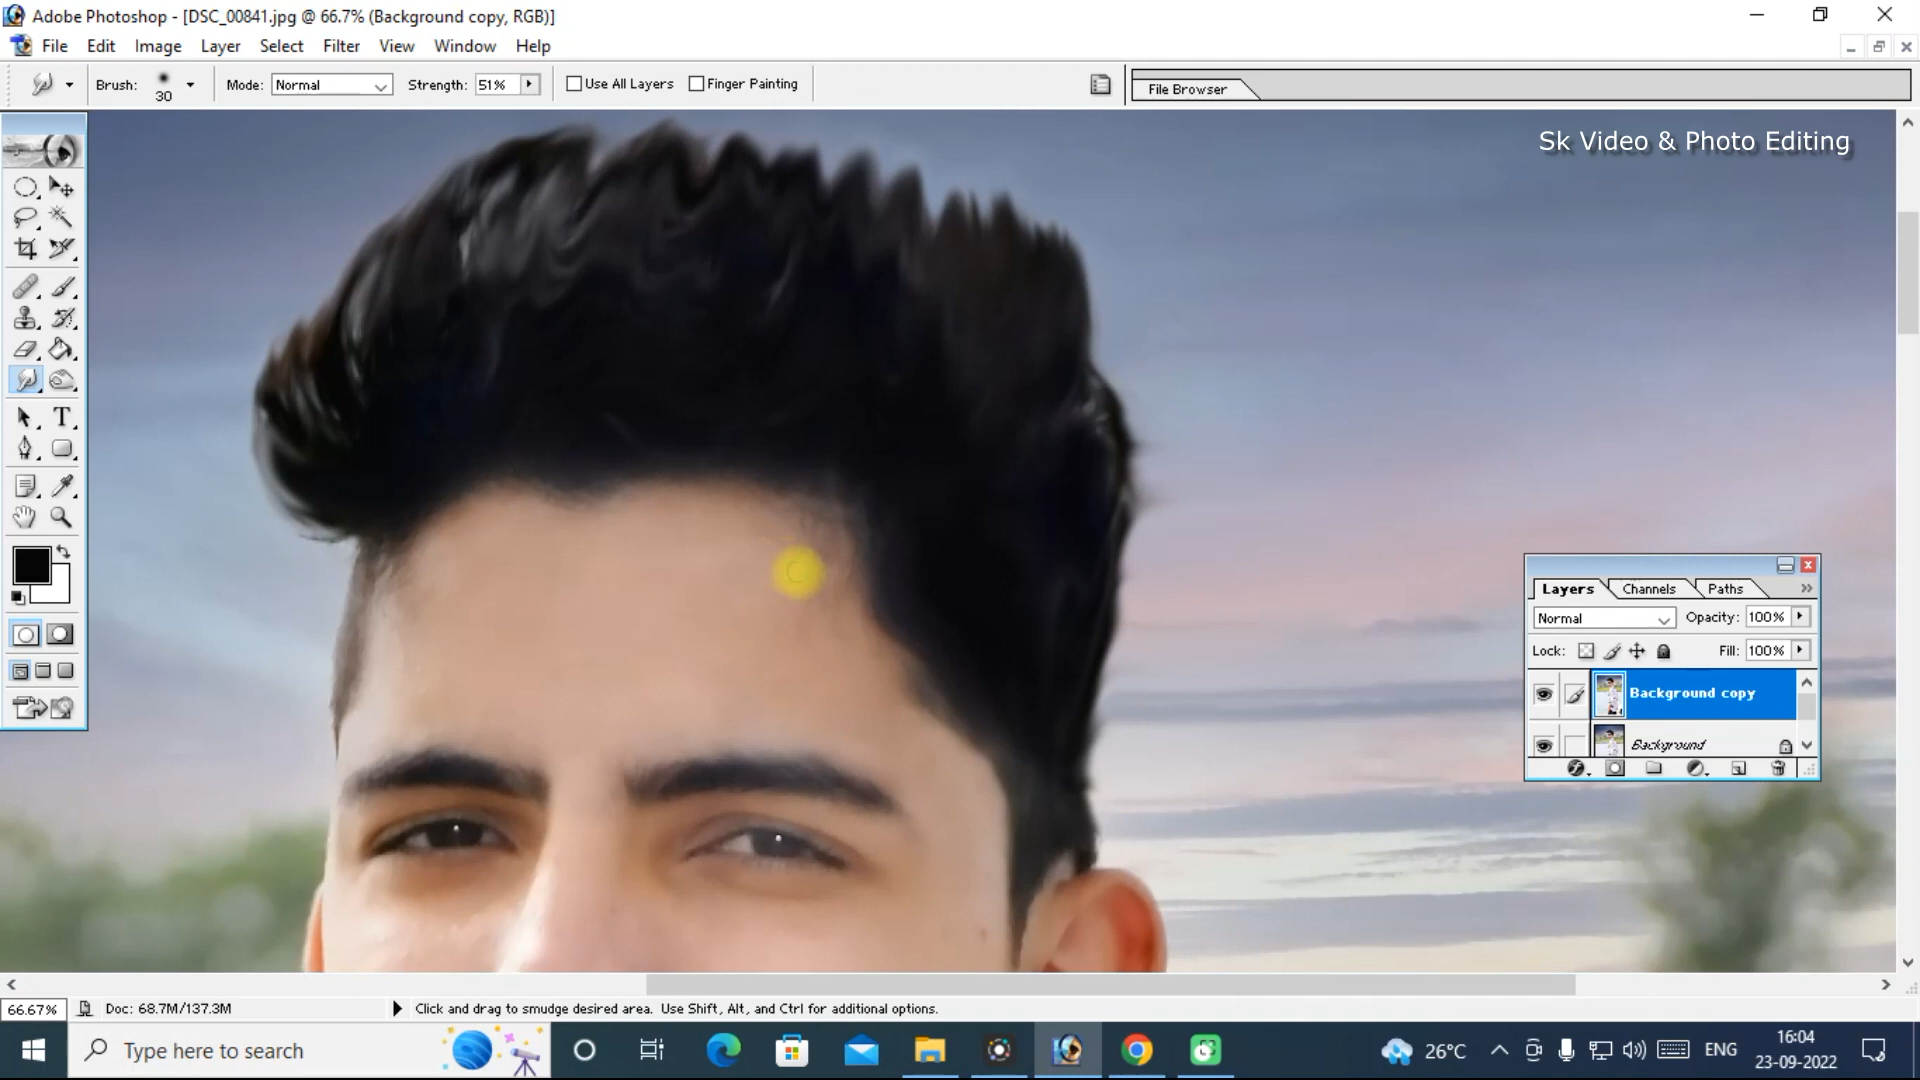 Adobe Photoshop - [DSC_00841.jpg @ 66.7% (Background copy, RGB)]
File Edit Image Layer Select Filter View Window Help
Brush: 30 Mode: Normal Strength: 51% Use All Layers Finger Painting File Browser
Sk Video & Photo Editing
Layers Channels Paths
Normal Opacity: 100%
Lock: Fill: 100%
Background copy
Background
66.67% Doc: 68.7M/137.3M Click and drag to smudge desired area. Use Shift, Alt, and Ctrl for additional options.
Type here to search 26°C ENG 16:04
23-09-2022